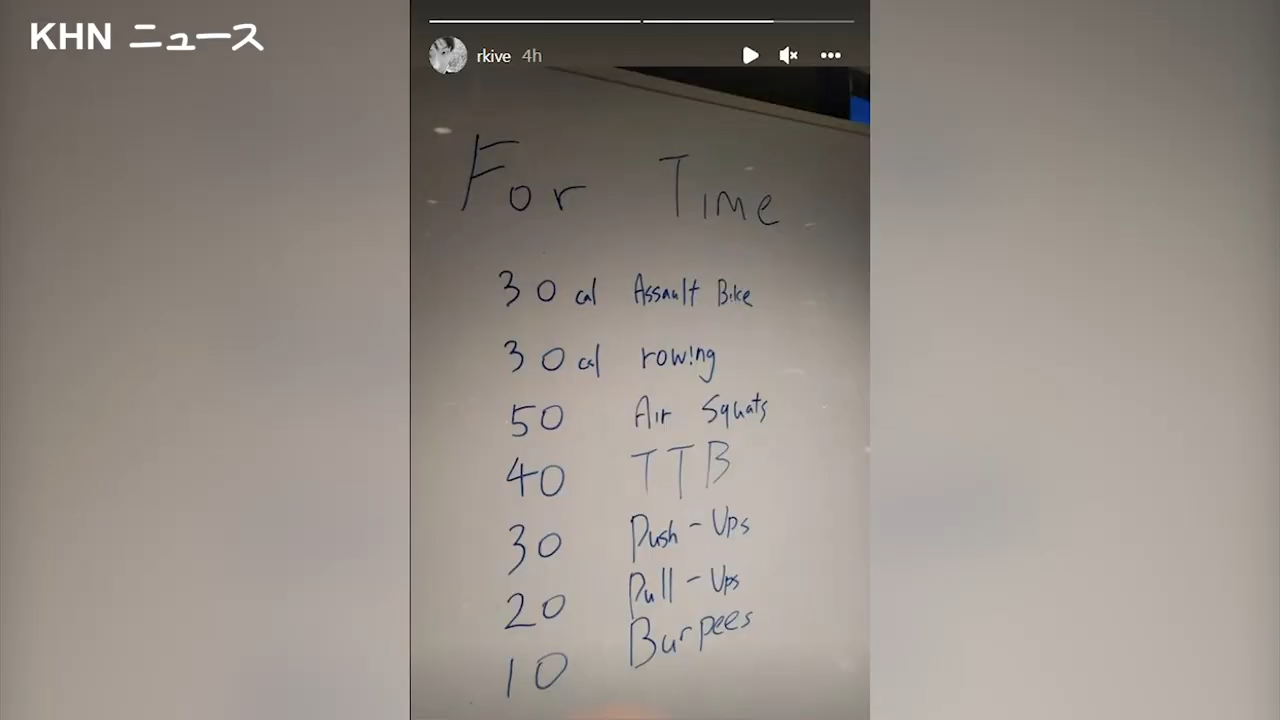 KHN ニュース
rkive 4h
For Time
30 cal Assault Bike
30 cal rowing
50 Air Squats
40 TTB
30 Push-Ups
20 Pull-Ups
10 Burpees